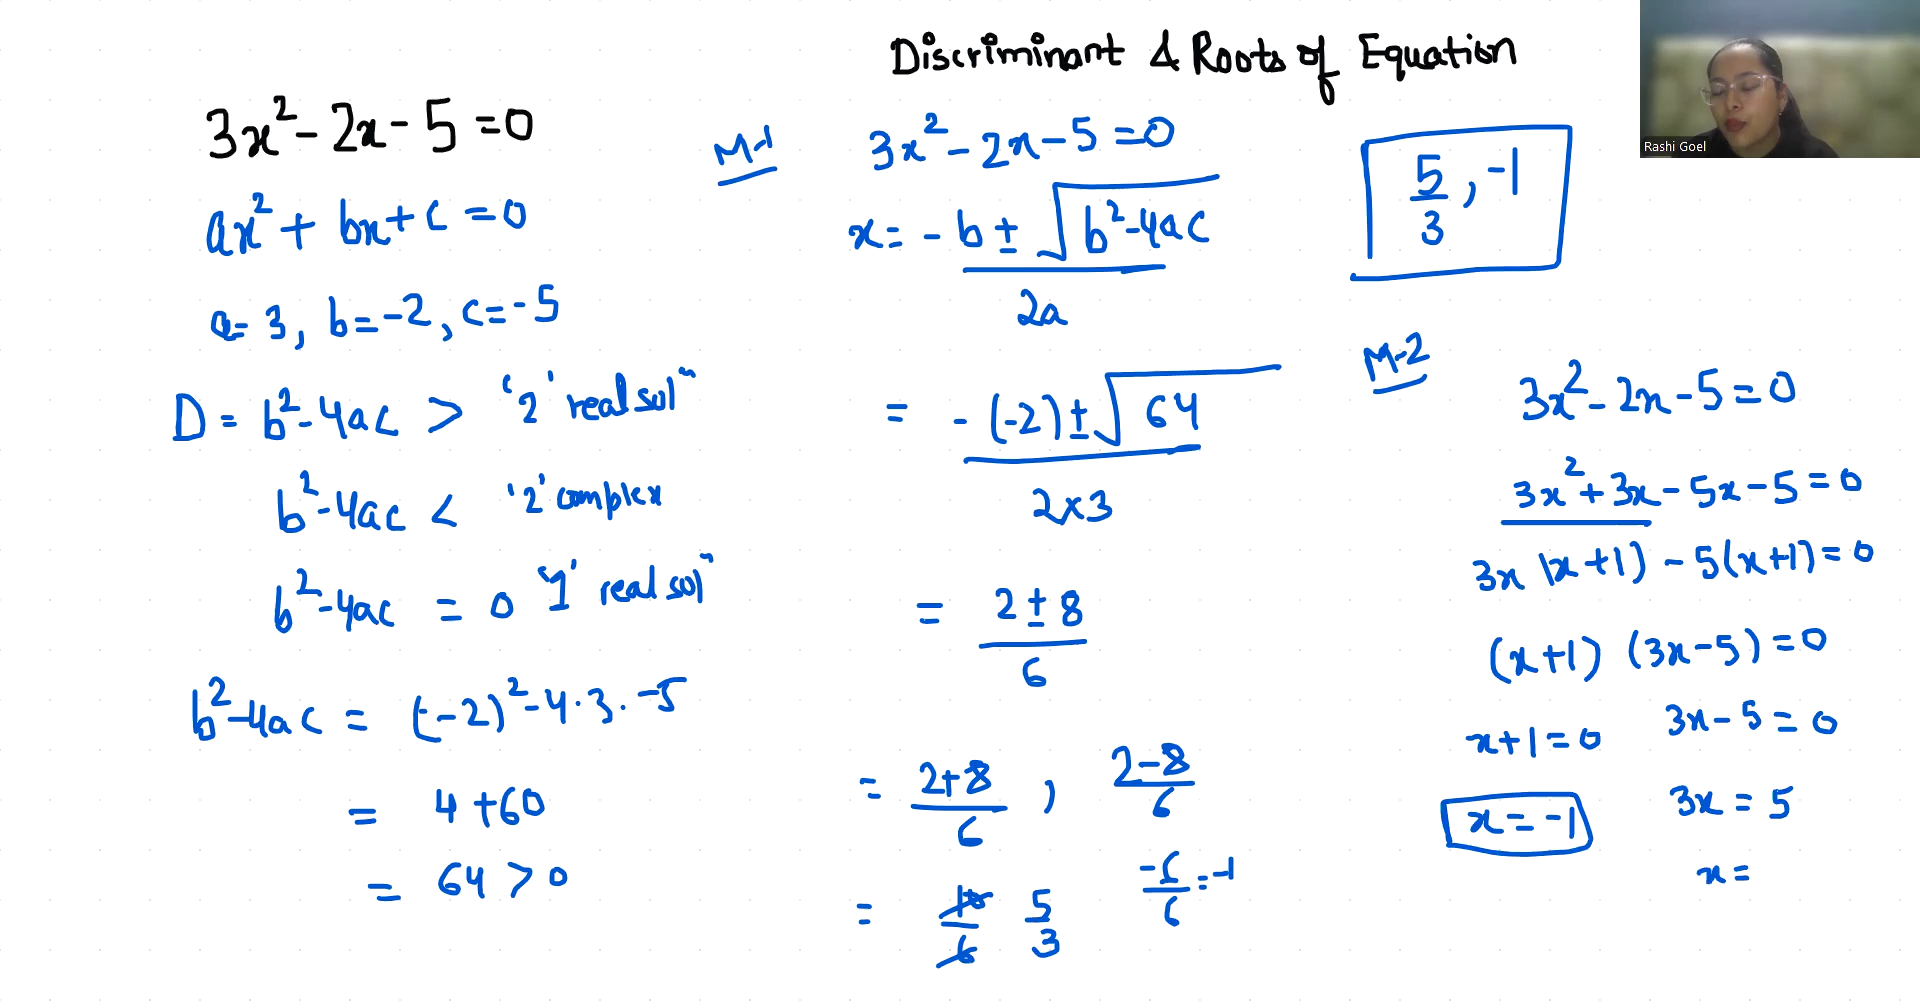 Discriminant & Roots of Equation
Rashi Goel
3x² - 2x - 5 = 0
ax² + bx + c = 0
a = 3, b = -2, c = -5
D = b² - 4ac > '2' real solⁿ
b² - 4ac < '2' complex
b² - 4ac = 0 '1' real solⁿ
b² - 4ac = (-2)² - 4·3·-5
= 4 + 60
= 64 > 0
M-1
3x² - 2x - 5 = 0
x = -b ± √(b² - 4ac) / 2a
= -(-2) ± √64 / 2×3
= 2 ± 8 / 6
= 2+8 / 6 , 2-8 / 6
= 10/6 5/3 -6/6 = -1
5/3, -1
M-2
3x² - 2x - 5 = 0
3x² + 3x - 5x - 5 = 0
3x (x+1) - 5(x+1) = 0
(x+1) (3x-5) = 0
x+1 = 0 3x - 5 = 0
x = -1 3x = 5
x =